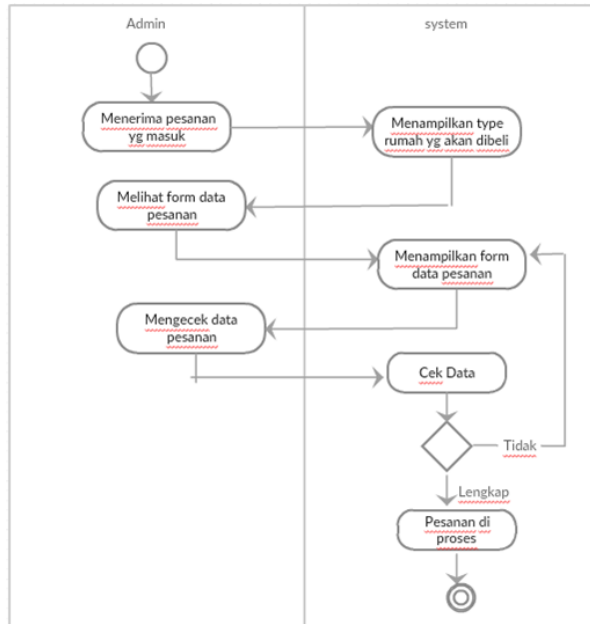 Admin
system
Menerima pesanan
yg masuk
Menampilkan type
rumah yg akan dibeli
Melihat form data
pesanan
Menampilkan form
data pesanan
Mengecek data
pesanan
Cek Data
Tidak
Lengkap
Pesanan di
proses